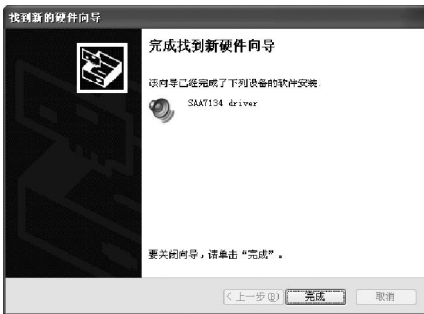 找到新的硬件向导
完成找到新硬件向导
该向导已经完成了下列设备的软件安装:
SAA7134 driver
要关闭向导，请单击“完成”。
< 上一步(B)
完成
取消